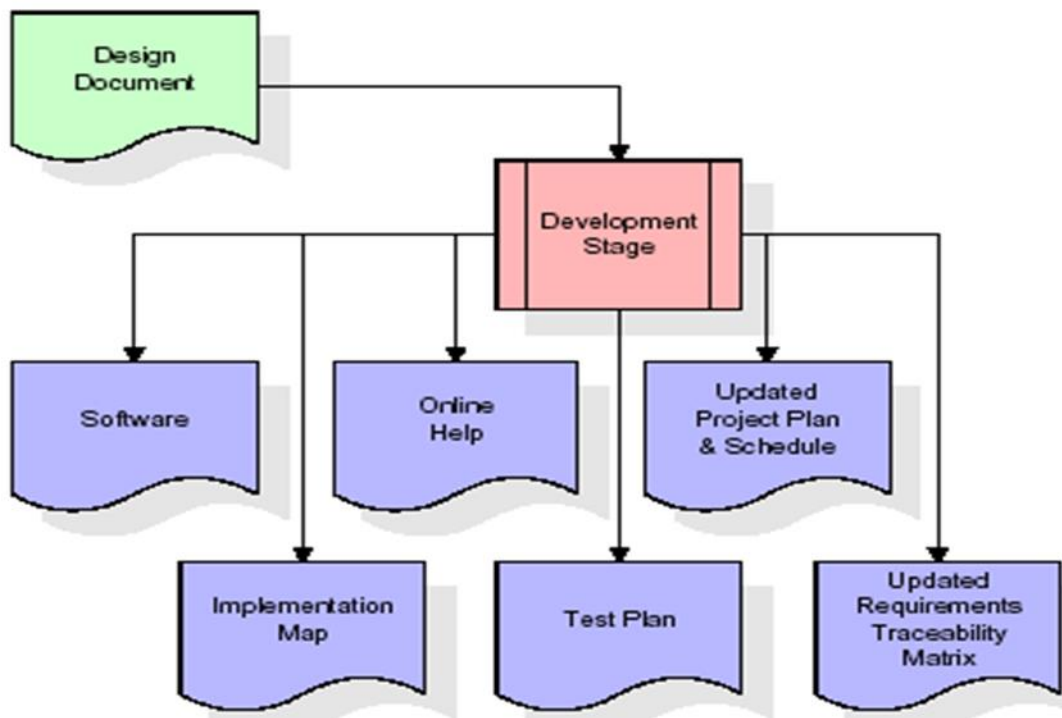 Design
Document
Development
Stage
Software
Online
Help
Updated
Project Plan
& Schedule
Implementation
Map
Test Plan
Updated
Requirements
Traceability
Matrix